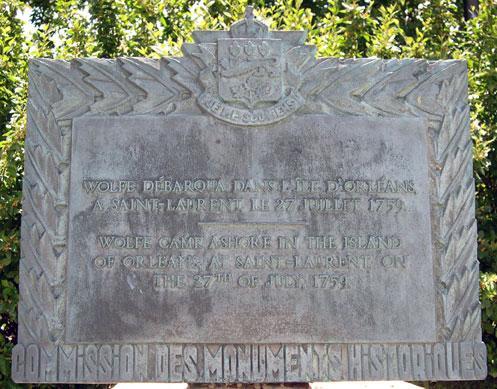 JE ME SOUVIENS
WOLFE DÉBARQUA DANS L'ÎLE D'ORLÉANS,
A SAINT-LAURENT, LE 27 JUILLET 1759.
WOLFE CAME ASHORE IN THE ISLAND
OF ORLEANS, AT SAINT-LAURENT ON
THE 27TH OF JULY, 1759.
COMMISSION DES MONUMENTS HISTORIQUES